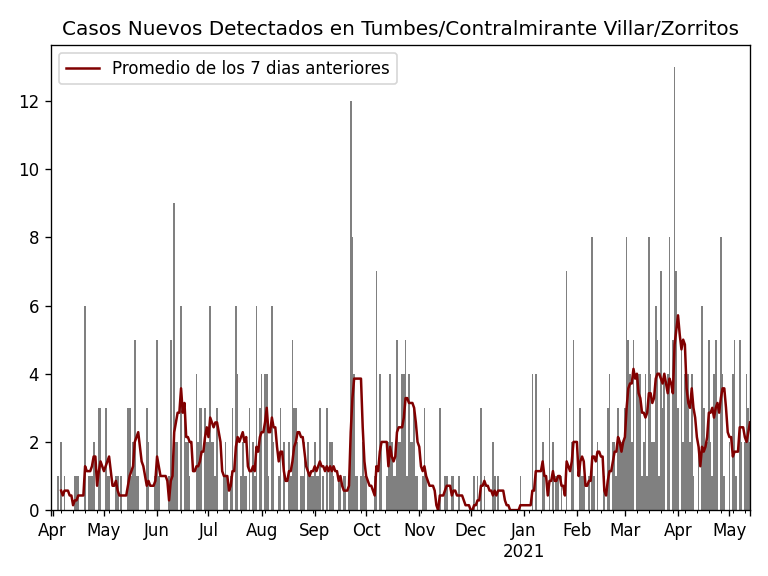 Casos Nuevos Detectados en Tumbes/Contralmirante Villar/Zorritos
Promedio de los 7 dias anteriores
12
10
8
6
4
2
0
Apr May Jun Jul Aug Sep Oct Nov Dec Jan Feb Mar Apr May
2021